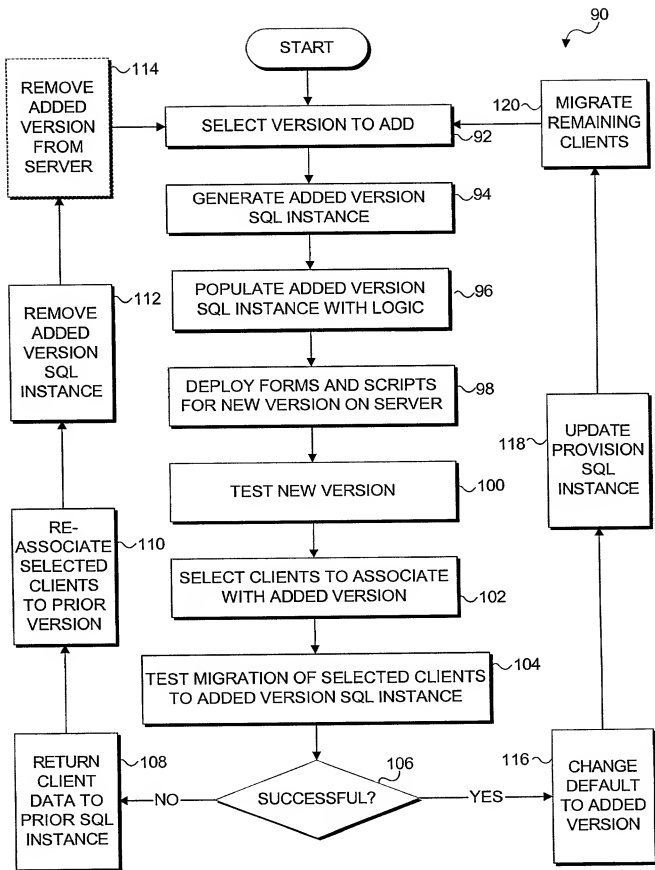 90
START
114
REMOVE
ADDED
VERSION
FROM
SERVER
SELECT VERSION TO ADD
92
120
MIGRATE
REMAINING
CLIENTS
GENERATE ADDED VERSION
SQL INSTANCE
94
POPULATE ADDED VERSION
SQL INSTANCE WITH LOGIC
96
112
REMOVE
ADDED
VERSION
SQL
INSTANCE
DEPLOY FORMS AND SCRIPTS
FOR NEW VERSION ON SERVER
98
118
UPDATE
PROVISION
SQL
INSTANCE
TEST NEW VERSION
100
RE-
ASSOCIATE
SELECTED
CLIENTS
TO PRIOR
VERSION
110
SELECT CLIENTS TO ASSOCIATE
WITH ADDED VERSION
102
TEST MIGRATION OF SELECTED CLIENTS
TO ADDED VERSION SQL INSTANCE
104
RETURN
CLIENT
DATA TO
PRIOR SQL
INSTANCE
108
NO
SUCCESSFUL?
106
YES
116
CHANGE
DEFAULT
TO ADDED
VERSION